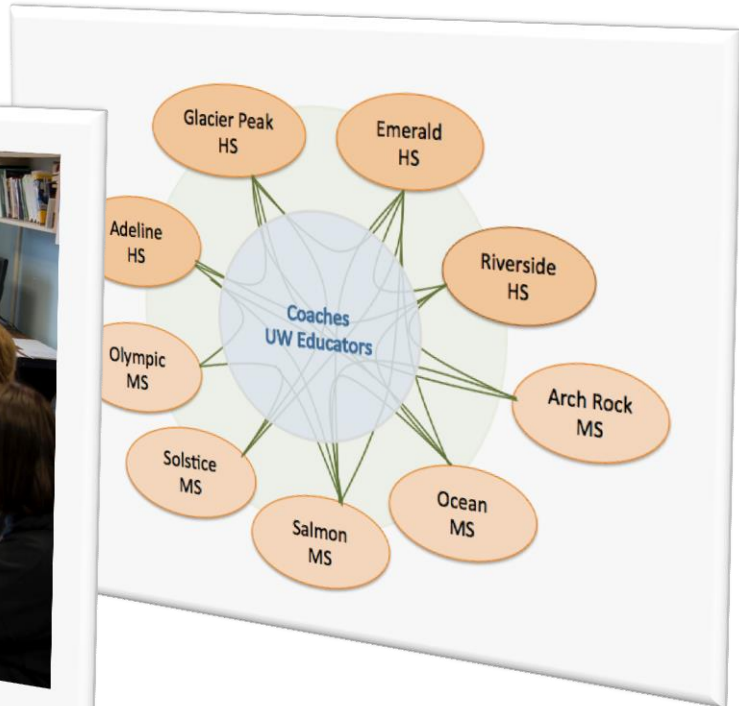 Glacier Peak
HS
Emerald
HS
Adeline
HS
Riverside
HS
Coaches
UW Educators
Olympic
MS
Arch Rock
MS
Solstice
MS
Ocean
MS
Salmon
MS